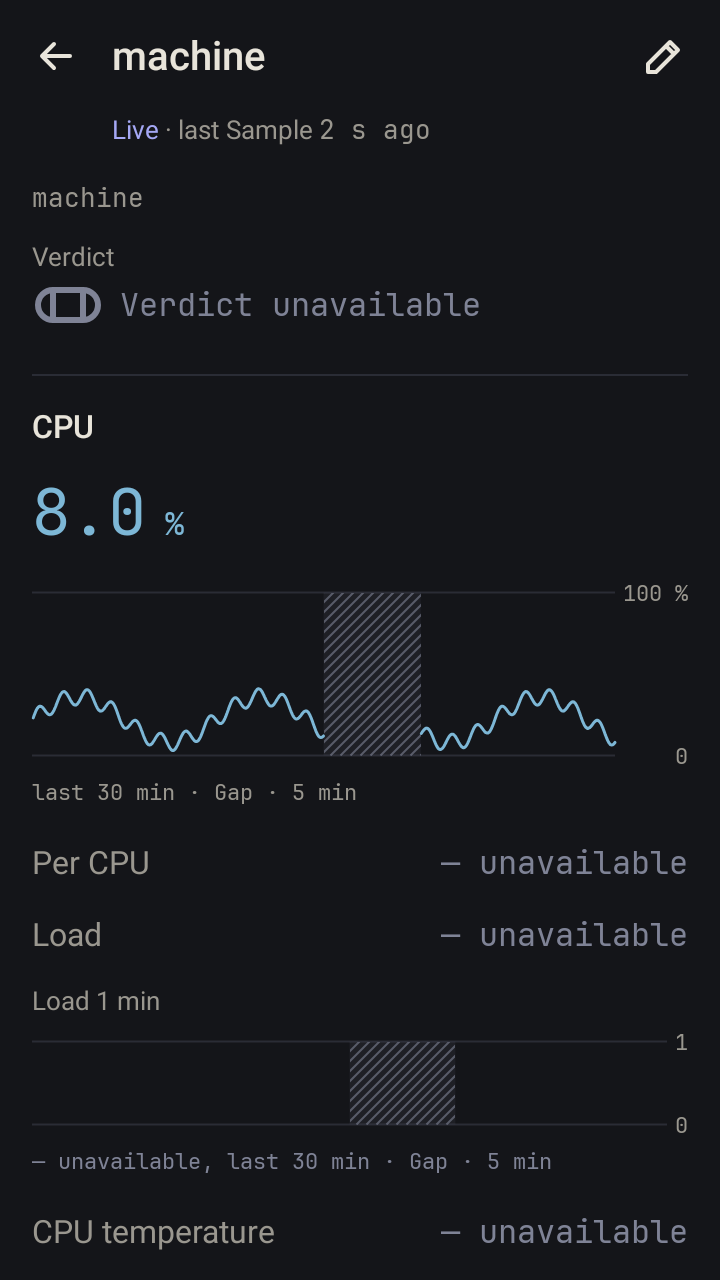 machine
Live · last Sample 2 s ago
machine
Verdict
Verdict unavailable
CPU
8.0 %
100 %
0
last 30 min · Gap · 5 min
Per CPU — unavailable
Load — unavailable
Load 1 min
1
0
— unavailable, last 30 min · Gap · 5 min
CPU temperature — unavailable